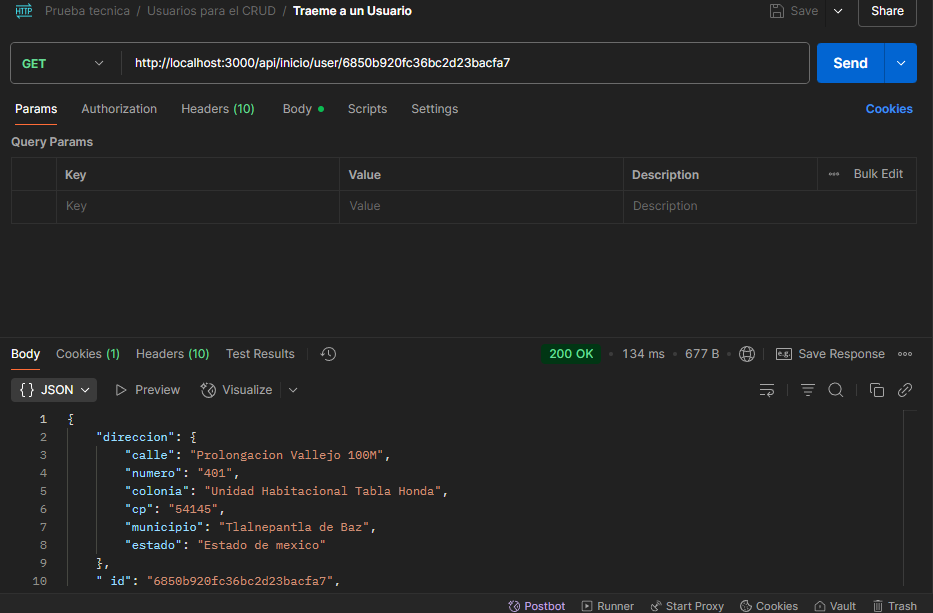 HTTP Prueba tecnica / Usuarios para el CRUD / Traeme a un Usuario Save Share
GET http://localhost:3000/api/inicio/user/6850b920fc36bc2d23bacfa7 Send
Params Authorization Headers (10) Body Scripts Settings Cookies
Query Params
Key Value Description Bulk Edit
Key Value Description
Body Cookies (1) Headers (10) Test Results 200 OK • 134 ms • 677 B e.g. Save Response
{} JSON Preview Visualize
1 {
2 "direccion": {
3 "calle": "Prolongacion Vallejo 100M",
4 "numero": "401",
5 "colonia": "Unidad Habitacional Tabla Honda",
6 "cp": "54145",
7 "municipio": "Tlalnepantla de Baz",
8 "estado": "Estado de mexico"
9 },
10 "_id": "6850b920fc36bc2d23bacfa7",
Postbot Runner Start Proxy Cookies Vault Trash